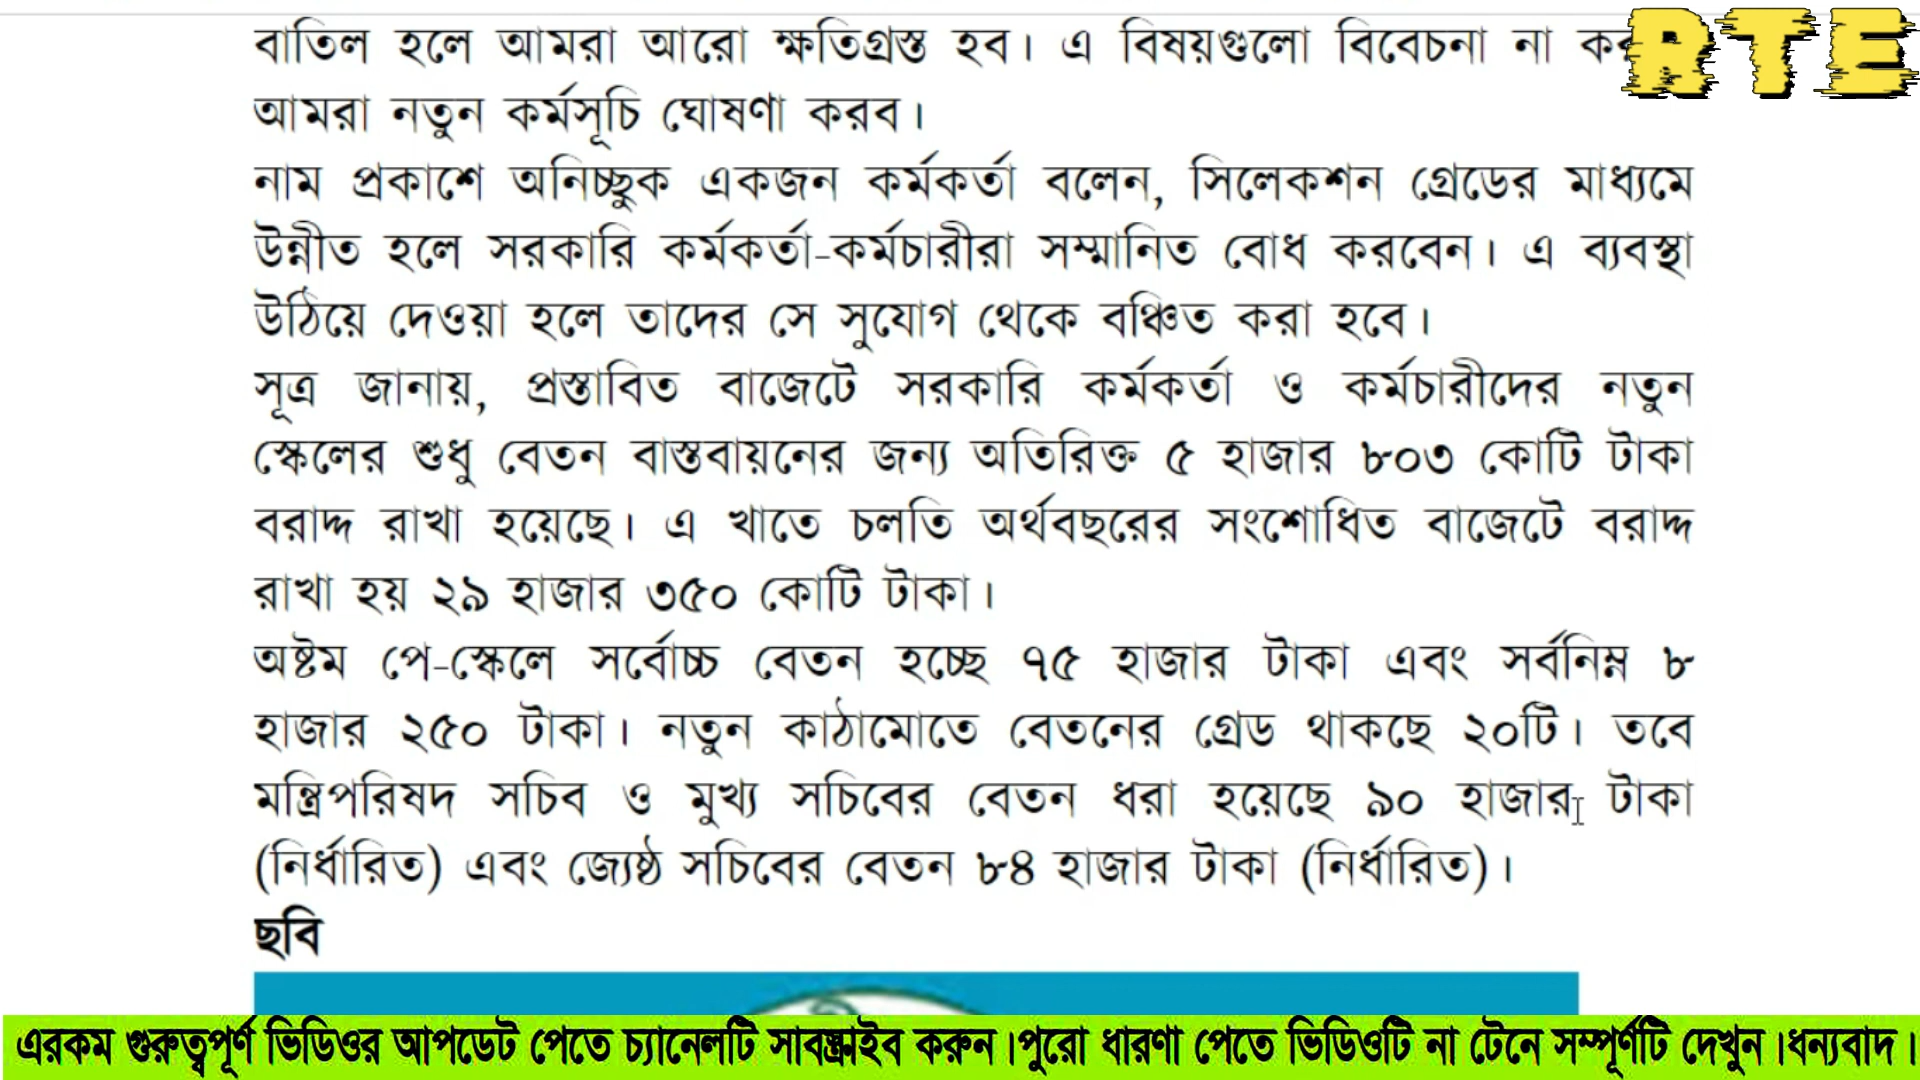 বাতিল হলে আমরা আরো ক্ষতিগ্রস্ত হব। এ বিষয়গুলো বিবেচনা না
RTE
আমরা নতুন কর্মসূচি ঘোষণা করব।
নাম প্রকাশে অনিচ্ছুক একজন কর্মকর্তা বলেন, সিলেকশন গ্রেডের মাধ্যমে
উন্নীত হলে সরকারি কর্মকর্তা-কর্মচারীরা সম্মানিত বোধ করবেন। এ ব্যবস্থা
উঠিয়ে দেওয়া হলে তাদের সে সুযোগ থেকে বঞ্চিত করা হবে।
সূত্র জানায়, প্রস্তাবিত বাজেটে সরকারি কর্মকর্তা ও কর্মচারীদের নতুন
স্কেলের শুধু বেতন বাস্তবায়নের জন্য অতিরিক্ত ৫ হাজার ৮০৩ কোটি টাকা
বরাদ্দ রাখা হয়েছে। এ খাতে চলতি অর্থবছরের সংশোধিত বাজেটে বরাদ্দ
রাখা হয় ২৯ হাজার ৩৫০ কোটি টাকা।
অষ্টম পে-স্কেলে সর্বোচ্চ বেতন হচ্ছে ৭৫ হাজার টাকা এবং সর্বনিম্ন ৮
হাজার ২৫০ টাকা। নতুন কাঠামোতে বেতনের গ্রেড থাকছে ২০টি। তবে
মন্ত্রিপরিষদ সচিব ও মুখ্য সচিবের বেতন ধরা হয়েছে ৯০ হাজার টাকা
(নির্ধারিত) এবং জ্যেষ্ঠ সচিবের বেতন ৮৪ হাজার টাকা (নির্ধারিত)।
ছবি
এরকম গুরুত্বপূর্ণ ভিডিওর আপডেট পেতে চ্যানেলটি সাবস্ক্রাইব করুন।পুরো ধারণা পেতে ভিডিওটি না টেনে সম্পূর্ণটি দেখুন।ধন্যবাদ।